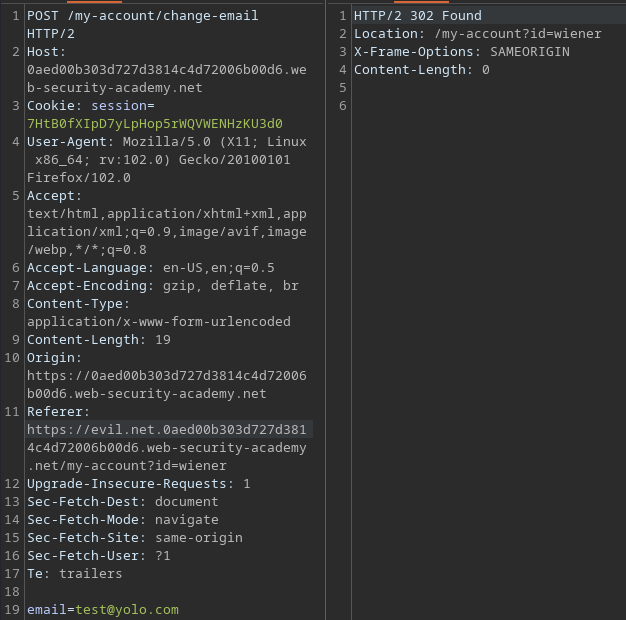 1 POST /my-account/change-email
HTTP/2
2 Host:
0aed00b303d727d3814c4d72006b00d6.we
b-security-academy.net
3 Cookie: session=
7HtB0fXIpD7yLpHop5rWQVWENHzKU3d0
4 User-Agent: Mozilla/5.0 (X11; Linux
x86_64; rv:102.0) Gecko/20100101
Firefox/102.0
5 Accept:
text/html,application/xhtml+xml,app
lication/xml;q=0.9,image/avif,image
/webp,*/*;q=0.8
6 Accept-Language: en-US,en;q=0.5
7 Accept-Encoding: gzip, deflate, br
8 Content-Type:
application/x-www-form-urlencoded
9 Content-Length: 19
10 Origin:
https://0aed00b303d727d3814c4d72006
b00d6.web-security-academy.net
11 Referer:
https://evil.net.0aed00b303d727d381
4c4d72006b00d6.web-security-academy
.net/my-account?id=wiener
12 Upgrade-Insecure-Requests: 1
13 Sec-Fetch-Dest: document
14 Sec-Fetch-Mode: navigate
15 Sec-Fetch-Site: same-origin
16 Sec-Fetch-User: ?1
17 Te: trailers
18
19 email=test@yolo.com
1 HTTP/2 302 Found
2 Location: /my-account?id=wiener
3 X-Frame-Options: SAMEORIGIN
4 Content-Length: 0
5
6